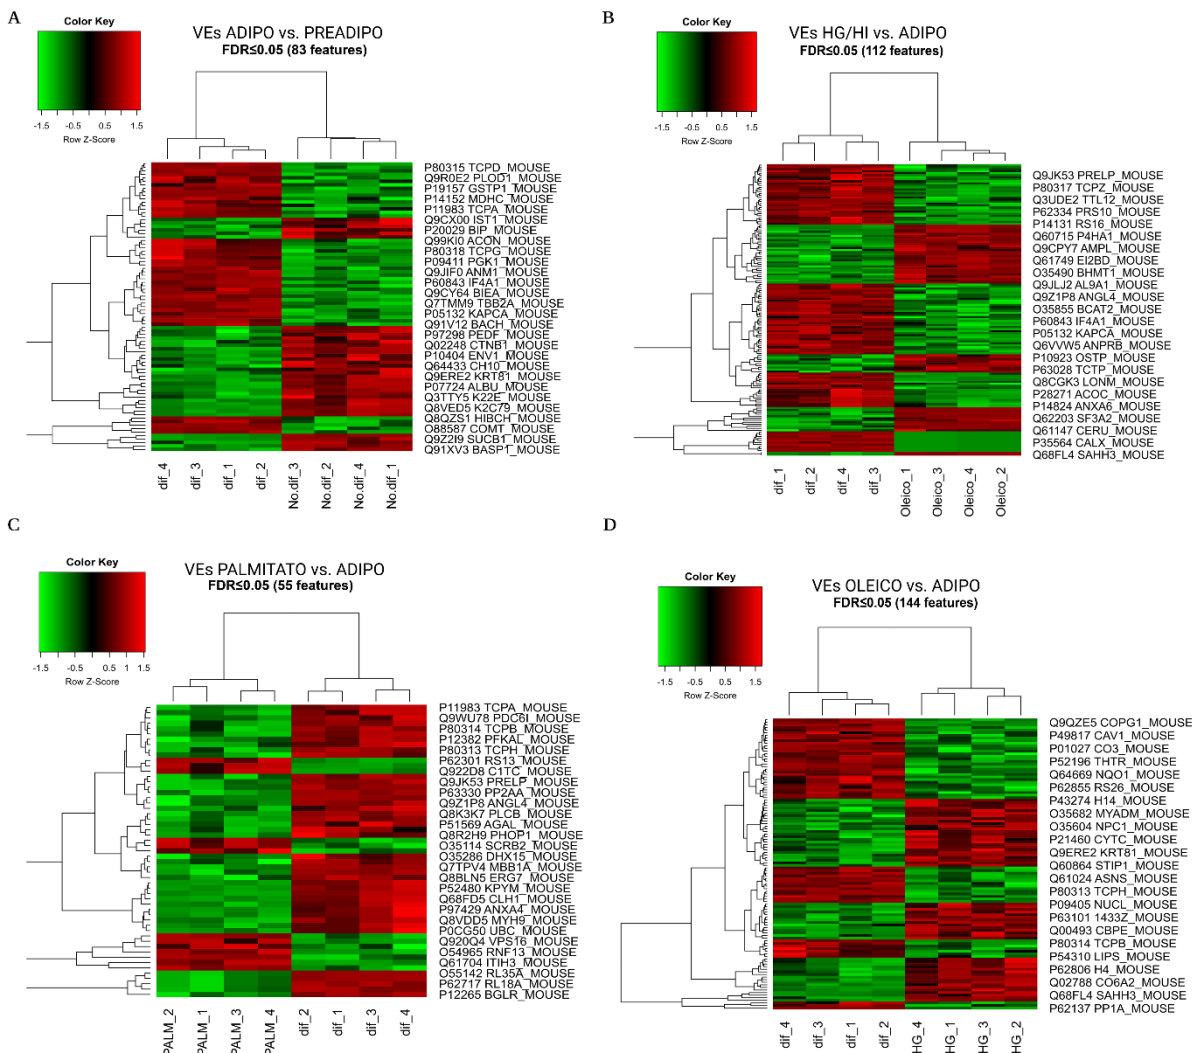 A
Color Key
-1.5 -0.5 0.5 1.5
Row Z-Score
VEs ADIPO vs. PREADIPO
FDR≤0.05 (83 features)
P80315 TCPD_MOUSE
Q9R0E2 PLOD1_MOUSE
P19157 GSTP1_MOUSE
P14152 MDHC_MOUSE
P11983 TCPA_MOUSE
Q9CX00 IST1_MOUSE
P20029 BIP_MOUSE
Q99KI0 ACON_MOUSE
P80318 TCPG_MOUSE
P09411 PGK1_MOUSE
Q9JIF0 ANM1_MOUSE
P60843 IF4A1_MOUSE
Q9CY64 BIEA_MOUSE
Q7TMM9 TBB2A_MOUSE
P05132 KAPCA_MOUSE
Q91V12 BACH_MOUSE
P97298 PEDF_MOUSE
Q02248 CTNB1_MOUSE
P10404 ENV1_MOUSE
Q64433 CH10_MOUSE
Q9ERE2 KRT81_MOUSE
P07724 ALBU_MOUSE
Q3TTY5 K22E_MOUSE
Q8VED5 K2C79_MOUSE
Q8QZS1 HIBCH_MOUSE
O88587 COMT_MOUSE
Q9Z2I9 SUCB1_MOUSE
Q91XV3 BASP1_MOUSE
dif_4
dif_3
dif_1
dif_2
No.dif_3
No.dif_2
No.dif_4
No.dif_1
B
Color Key
-1.5 -0.5 0.5 1.5
Row Z-Score
VEs HG/HI vs. ADIPO
FDR≤0.05 (112 features)
Q9JK53 PRELP_MOUSE
P80317 TCPZ_MOUSE
Q3UDE2 TTL12_MOUSE
P62334 PRS10_MOUSE
P14131 RS16_MOUSE
Q60715 P4HA1_MOUSE
Q9CPY7 AMPL_MOUSE
Q61749 EI2BD_MOUSE
O35490 BHMT1_MOUSE
Q9JLJ2 AL9A1_MOUSE
Q9Z1P8 ANGL4_MOUSE
O35855 BCAT2_MOUSE
P60843 IF4A1_MOUSE
P05132 KAPCA_MOUSE
Q6VVW5 ANPRB_MOUSE
P10923 OSTP_MOUSE
P63028 TCTP_MOUSE
Q8CGK3 LONM_MOUSE
P28271 ACOC_MOUSE
P14824 ANXA6_MOUSE
Q62203 SF3A2_MOUSE
Q61147 CERU_MOUSE
P35564 CALX_MOUSE
Q68FL4 SAHH3_MOUSE
dif_1
dif_2
dif_4
dif_3
Oleico_1
Oleico_3
Oleico_4
Oleico_2
C
Color Key
-1.5 -0.5 0.5 1 1.5
Row Z-Score
VEs PALMITATO vs. ADIPO
FDR≤0.05 (55 features)
P11983 TCPA_MOUSE
Q9WU78 PDC6I_MOUSE
P80314 TCPB_MOUSE
P12382 PFKAL_MOUSE
P80313 TCPH_MOUSE
P62301 RS13_MOUSE
Q922D8 C1TC_MOUSE
Q9JK53 PRELP_MOUSE
P63330 PP2AA_MOUSE
Q9Z1P8 ANGL4_MOUSE
Q8K3K7 PLCB_MOUSE
P51569 AGAL_MOUSE
Q8R2H9 PHOP1_MOUSE
O35114 SCRB2_MOUSE
O35286 DHX15_MOUSE
Q7TPV4 MBB1A_MOUSE
Q8BLN5 ERG7_MOUSE
P52480 KPYM_MOUSE
Q68FD5 CLH1_MOUSE
P97429 ANXA4_MOUSE
Q8VDD5 MYH9_MOUSE
P0CG50 UBC_MOUSE
Q920Q4 VPS16_MOUSE
O54965 RNF13_MOUSE
Q61704 ITIH3_MOUSE
O55142 RL35A_MOUSE
P62717 RL18A_MOUSE
P12265 BGLR_MOUSE
PALM_2
PALM_1
PALM_3
PALM_4
dif_2
dif_1
dif_3
dif_4
D
Color Key
-1.5 -0.5 0.5 1.5
Row Z-Score
VEs OLEICO vs. ADIPO
FDR≤0.05 (144 features)
Q9QZE5 COPG1_MOUSE
P49817 CAV1_MOUSE
P01027 CO3_MOUSE
P52196 THTR_MOUSE
Q64669 NQO1_MOUSE
P62855 RS26_MOUSE
P43274 H14_MOUSE
O35682 MYADM_MOUSE
O35604 NPC1_MOUSE
P21460 CYTC_MOUSE
Q9ERE2 KRT81_MOUSE
Q60864 STIP1_MOUSE
Q61024 ASNS_MOUSE
P80313 TCPH_MOUSE
P09405 NUCL_MOUSE
P63101 1433Z_MOUSE
Q00493 CBPE_MOUSE
P80314 TCPB_MOUSE
P54310 LIPS_MOUSE
P62806 H4_MOUSE
Q02788 CO6A2_MOUSE
Q68FL4 SAHH3_MOUSE
P62137 PP1A_MOUSE
dif_4
dif_3
dif_1
dif_2
HG_4
HG_1
HG_3
HG_2